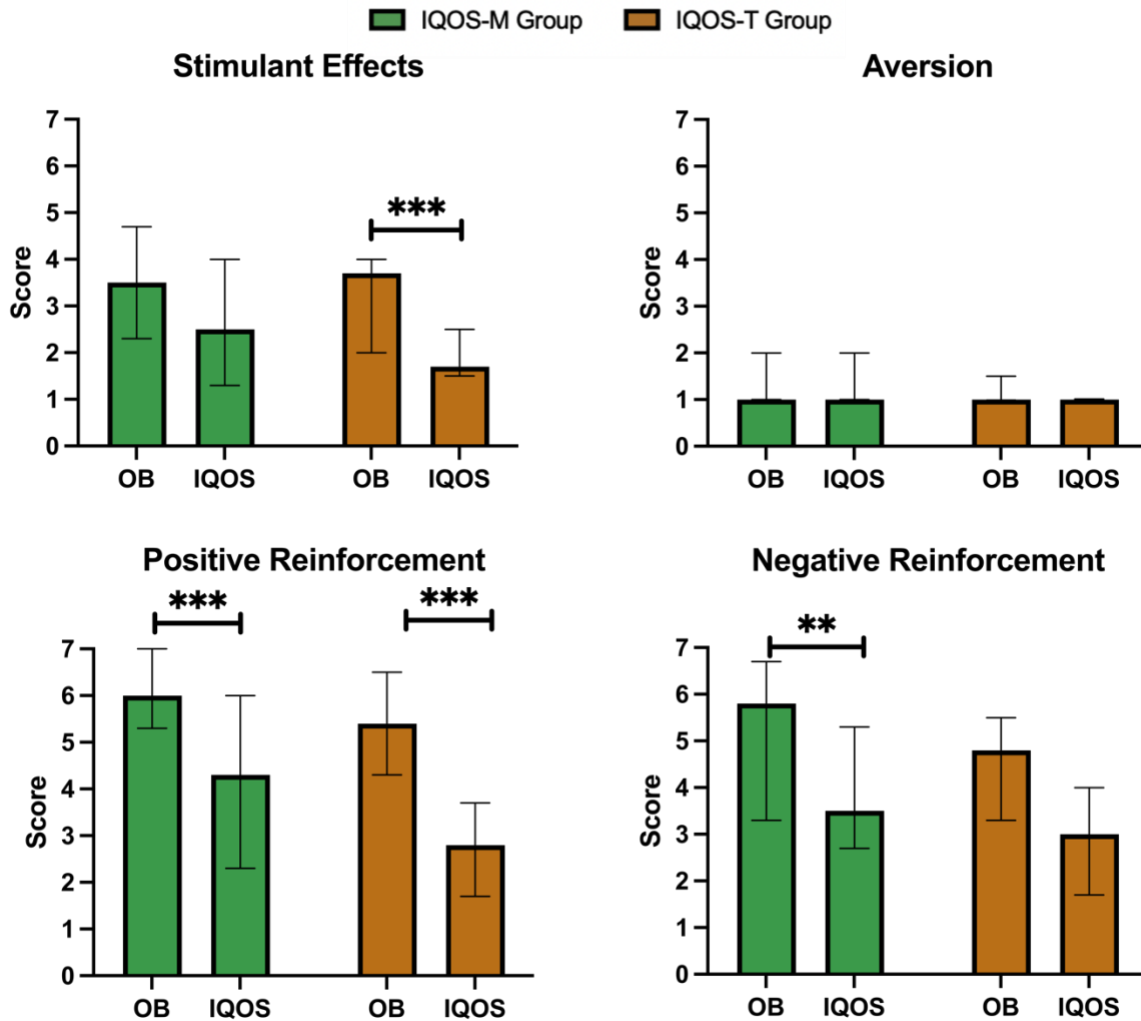 IQOS-M Group IQOS-T Group
Stimulant Effects
Score
7
6
5
4
3
2
1
0
***
OB IQOS OB IQOS
Aversion
Score
7
6
5
4
3
2
1
0
OB IQOS OB IQOS
Positive Reinforcement
Score
7
6
5
4
3
2
1
0
*** ***
OB IQOS OB IQOS
Negative Reinforcement
Score
7
6
5
4
3
2
1
0
**
OB IQOS OB IQOS